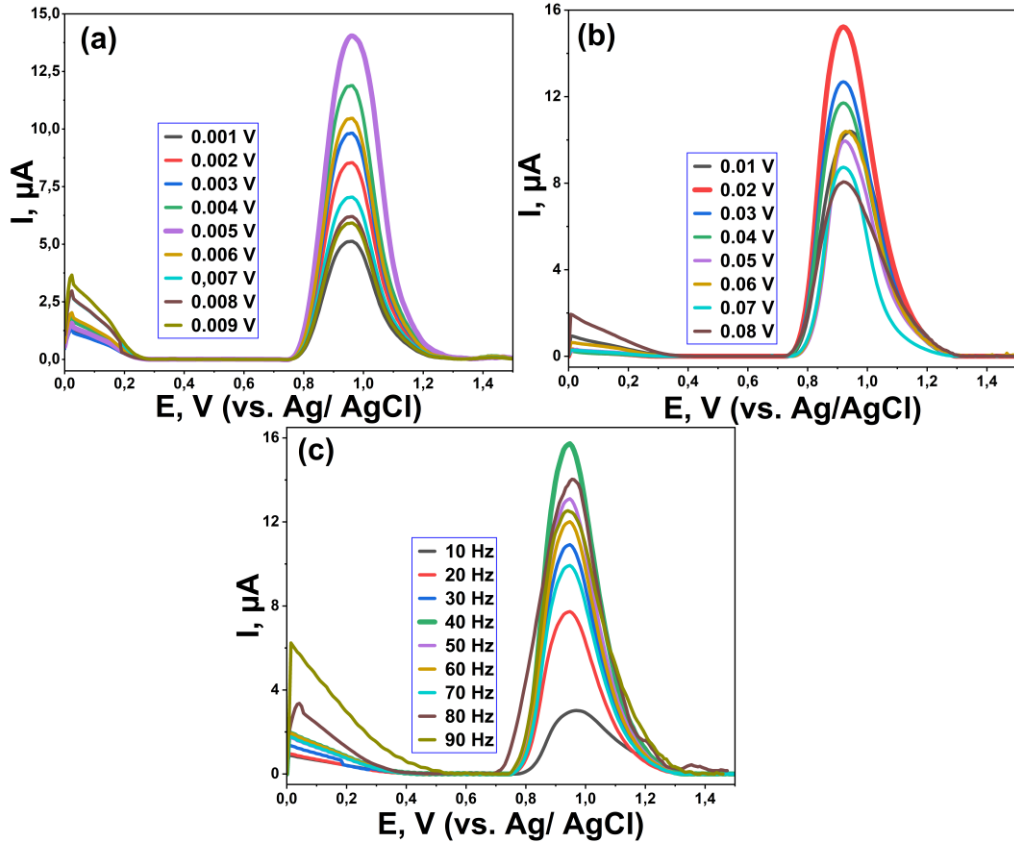 (a)
15,0
12,5
10,0
7,5
5,0
2,5
0,0
I, µA
0.001 V
0.002 V
0.003 V
0.004 V
0.005 V
0.006 V
0,007 V
0.008 V
0.009 V
0,0 0,2 0,4 0,6 0,8 1,0 1,2 1,4
E, V (vs. Ag/ AgCl)
(b)
16
12
8
4
0
I, µA
0.01 V
0.02 V
0.03 V
0.04 V
0.05 V
0.06 V
0.07 V
0.08 V
0,0 0,2 0,4 0,6 0,8 1,0 1,2 1,4
E, V (vs. Ag/AgCl)
(c)
16
12
8
4
0
I, µA
10 Hz
20 Hz
30 Hz
40 Hz
50 Hz
60 Hz
70 Hz
80 Hz
90 Hz
0,0 0,2 0,4 0,6 0,8 1,0 1,2 1,4
E, V (vs. Ag/ AgCl)